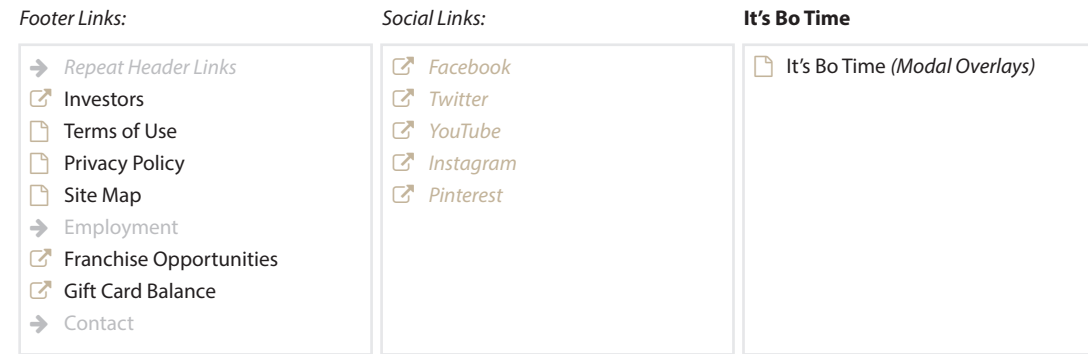 Footer Links:
Repeat Header Links
Investors
Terms of Use
Privacy Policy
Site Map
Employment
Franchise Opportunities
Gift Card Balance
Contact
Social Links:
Facebook
Twitter
YouTube
Instagram
Pinterest
It’s Bo Time
It’s Bo Time (Modal Overlays)